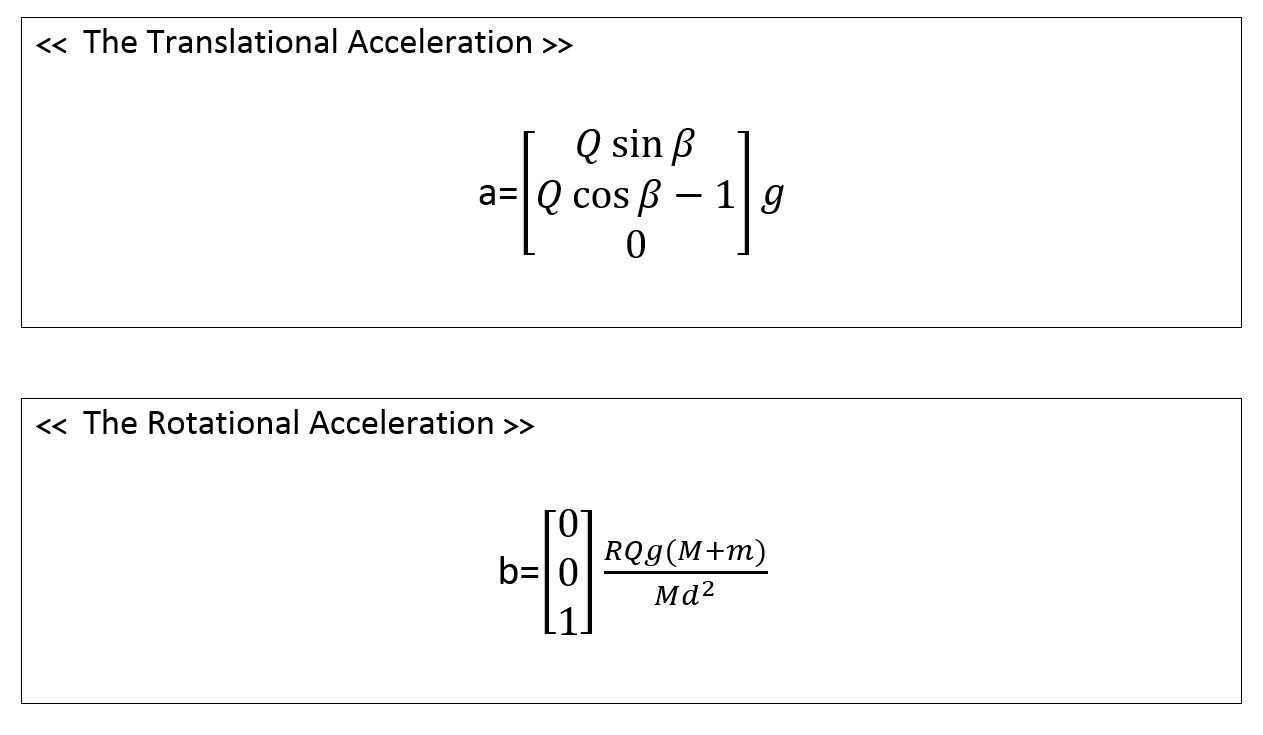 << The Translational Acceleration >>
a=[Q sin β
Q cos β − 1
0] g
<< The Rotational Acceleration >>
b=[0
0
1] RQg(M+m)
Md²